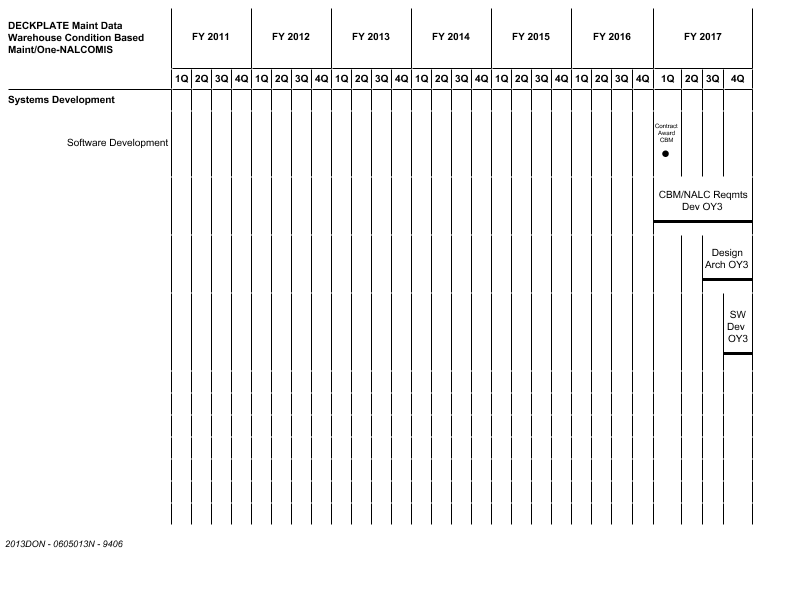 DECKPLATE Maint Data
Warehouse Condition Based
Maint/One-NALCOMIS
FY 2011 FY 2012 FY 2013 FY 2014 FY 2015 FY 2016 FY 2017
1Q 2Q 3Q 4Q 1Q 2Q 3Q 4Q 1Q 2Q 3Q 4Q 1Q 2Q 3Q 4Q 1Q 2Q 3Q 4Q 1Q 2Q 3Q 4Q 1Q 2Q 3Q 4Q
Systems Development
Software Development
Contract
Award
CBM
CBM/NALC Reqmts
Dev OY3
Design
Arch OY3
SW
Dev
OY3
2013DON - 0605013N - 9406